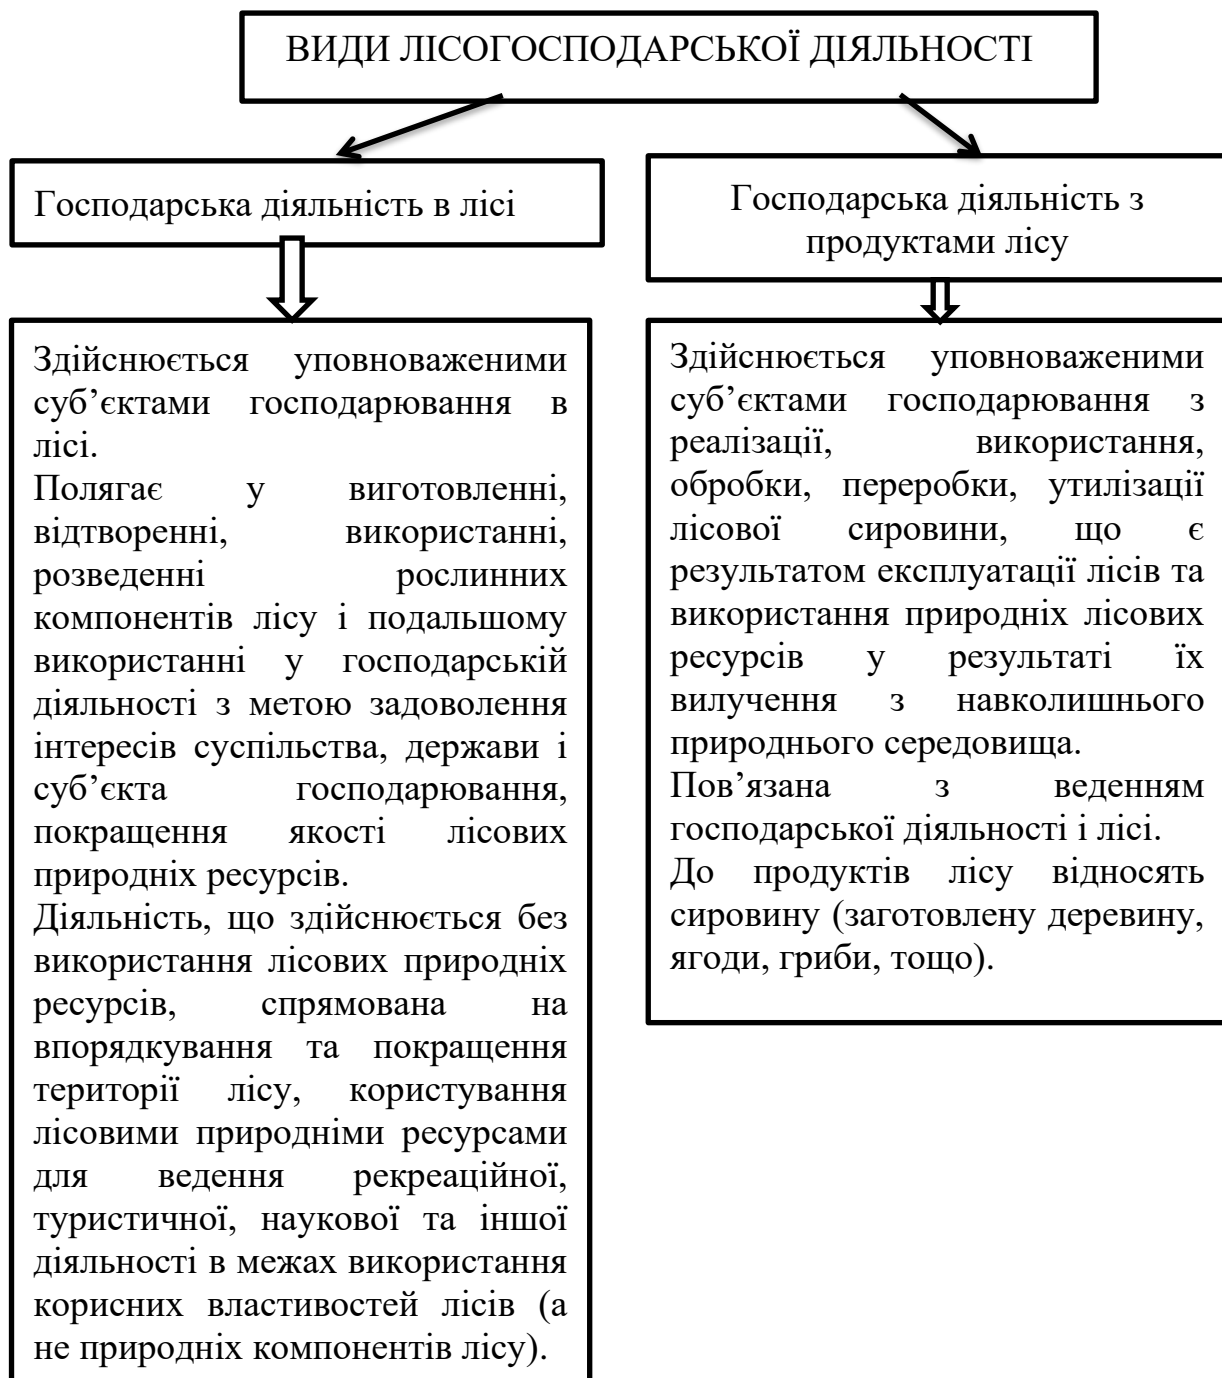 ВИДИ ЛІСОГОСПОДАРСЬКОЇ ДІЯЛЬНОСТІ
Господарська діяльність в лісі
Здійснюється уповноваженими
суб’єктами господарювання в
лісі.
Полягає у виготовленні,
відтворенні, використанні,
розведенні рослинних
компонентів лісу і подальшому
використанні у господарській
діяльності з метою задоволення
інтересів суспільства, держави і
суб’єкта господарювання,
покращення якості лісових
природніх ресурсів.
Діяльність, що здійснюється без
використання лісових природніх
ресурсів, спрямована на
впорядкування та покращення
території лісу, користування
лісовими природніми ресурсами
для ведення рекреаційної,
туристичної, наукової та іншої
діяльності в межах використання
корисних властивостей лісів (а
не природніх компонентів лісу).
Господарська діяльність з
продуктами лісу
Здійснюється уповноваженими
суб’єктами господарювання з
реалізації, використання,
обробки, переробки, утилізації
лісової сировини, що є
результатом експлуатації лісів та
використання природніх лісових
ресурсів у результаті їх
вилучення з навколишнього
природнього середовища.
Пов’язана з веденням
господарської діяльності і лісі.
До продуктів лісу відносять
сировину (заготовлену деревину,
ягоди, гриби, тощо).